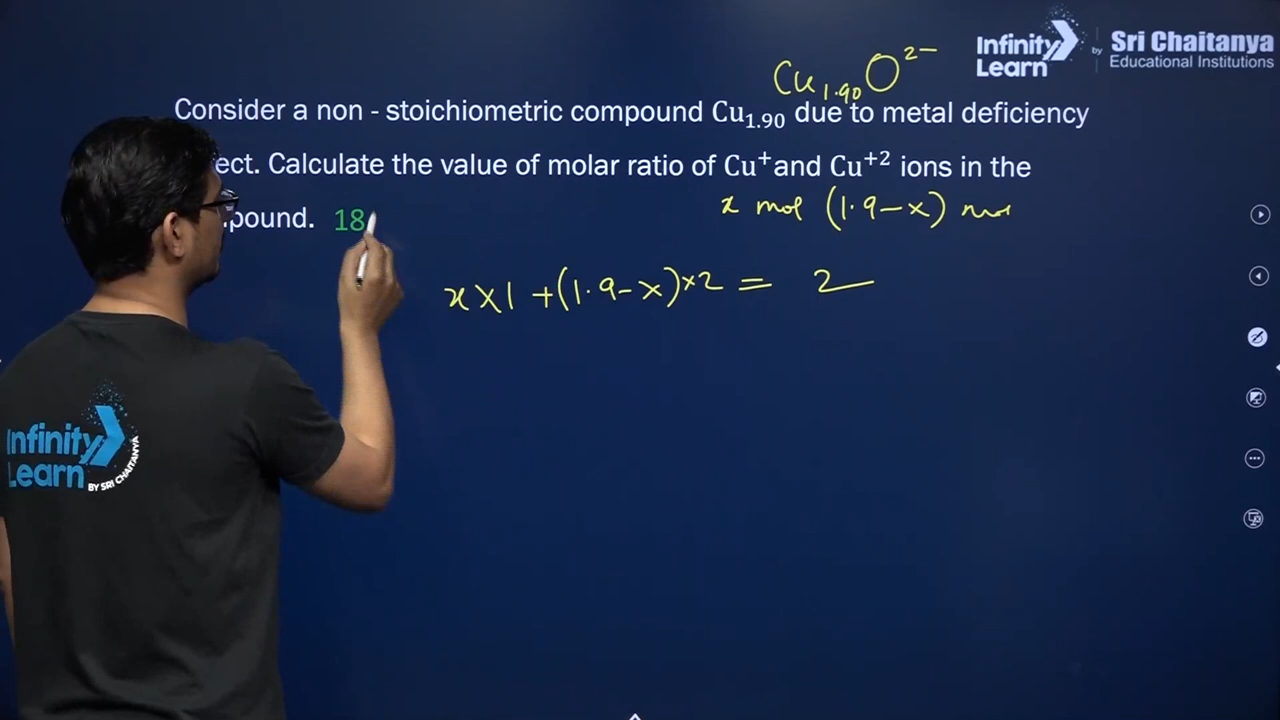 Cu₁.₉₀O²⁻
Infinity Learn by Sri Chaitanya Educational Institutions
Consider a non - stoichiometric compound Cu₁.₉₀ due to metal deficiency
ect. Calculate the value of molar ratio of Cu⁺ and Cu⁺² ions in the
pound. 18
x mol (1.9-x) mol
x×1 + (1.9-x)×2 = 2
Infinity
Learn
BY SRI CHAITANYA